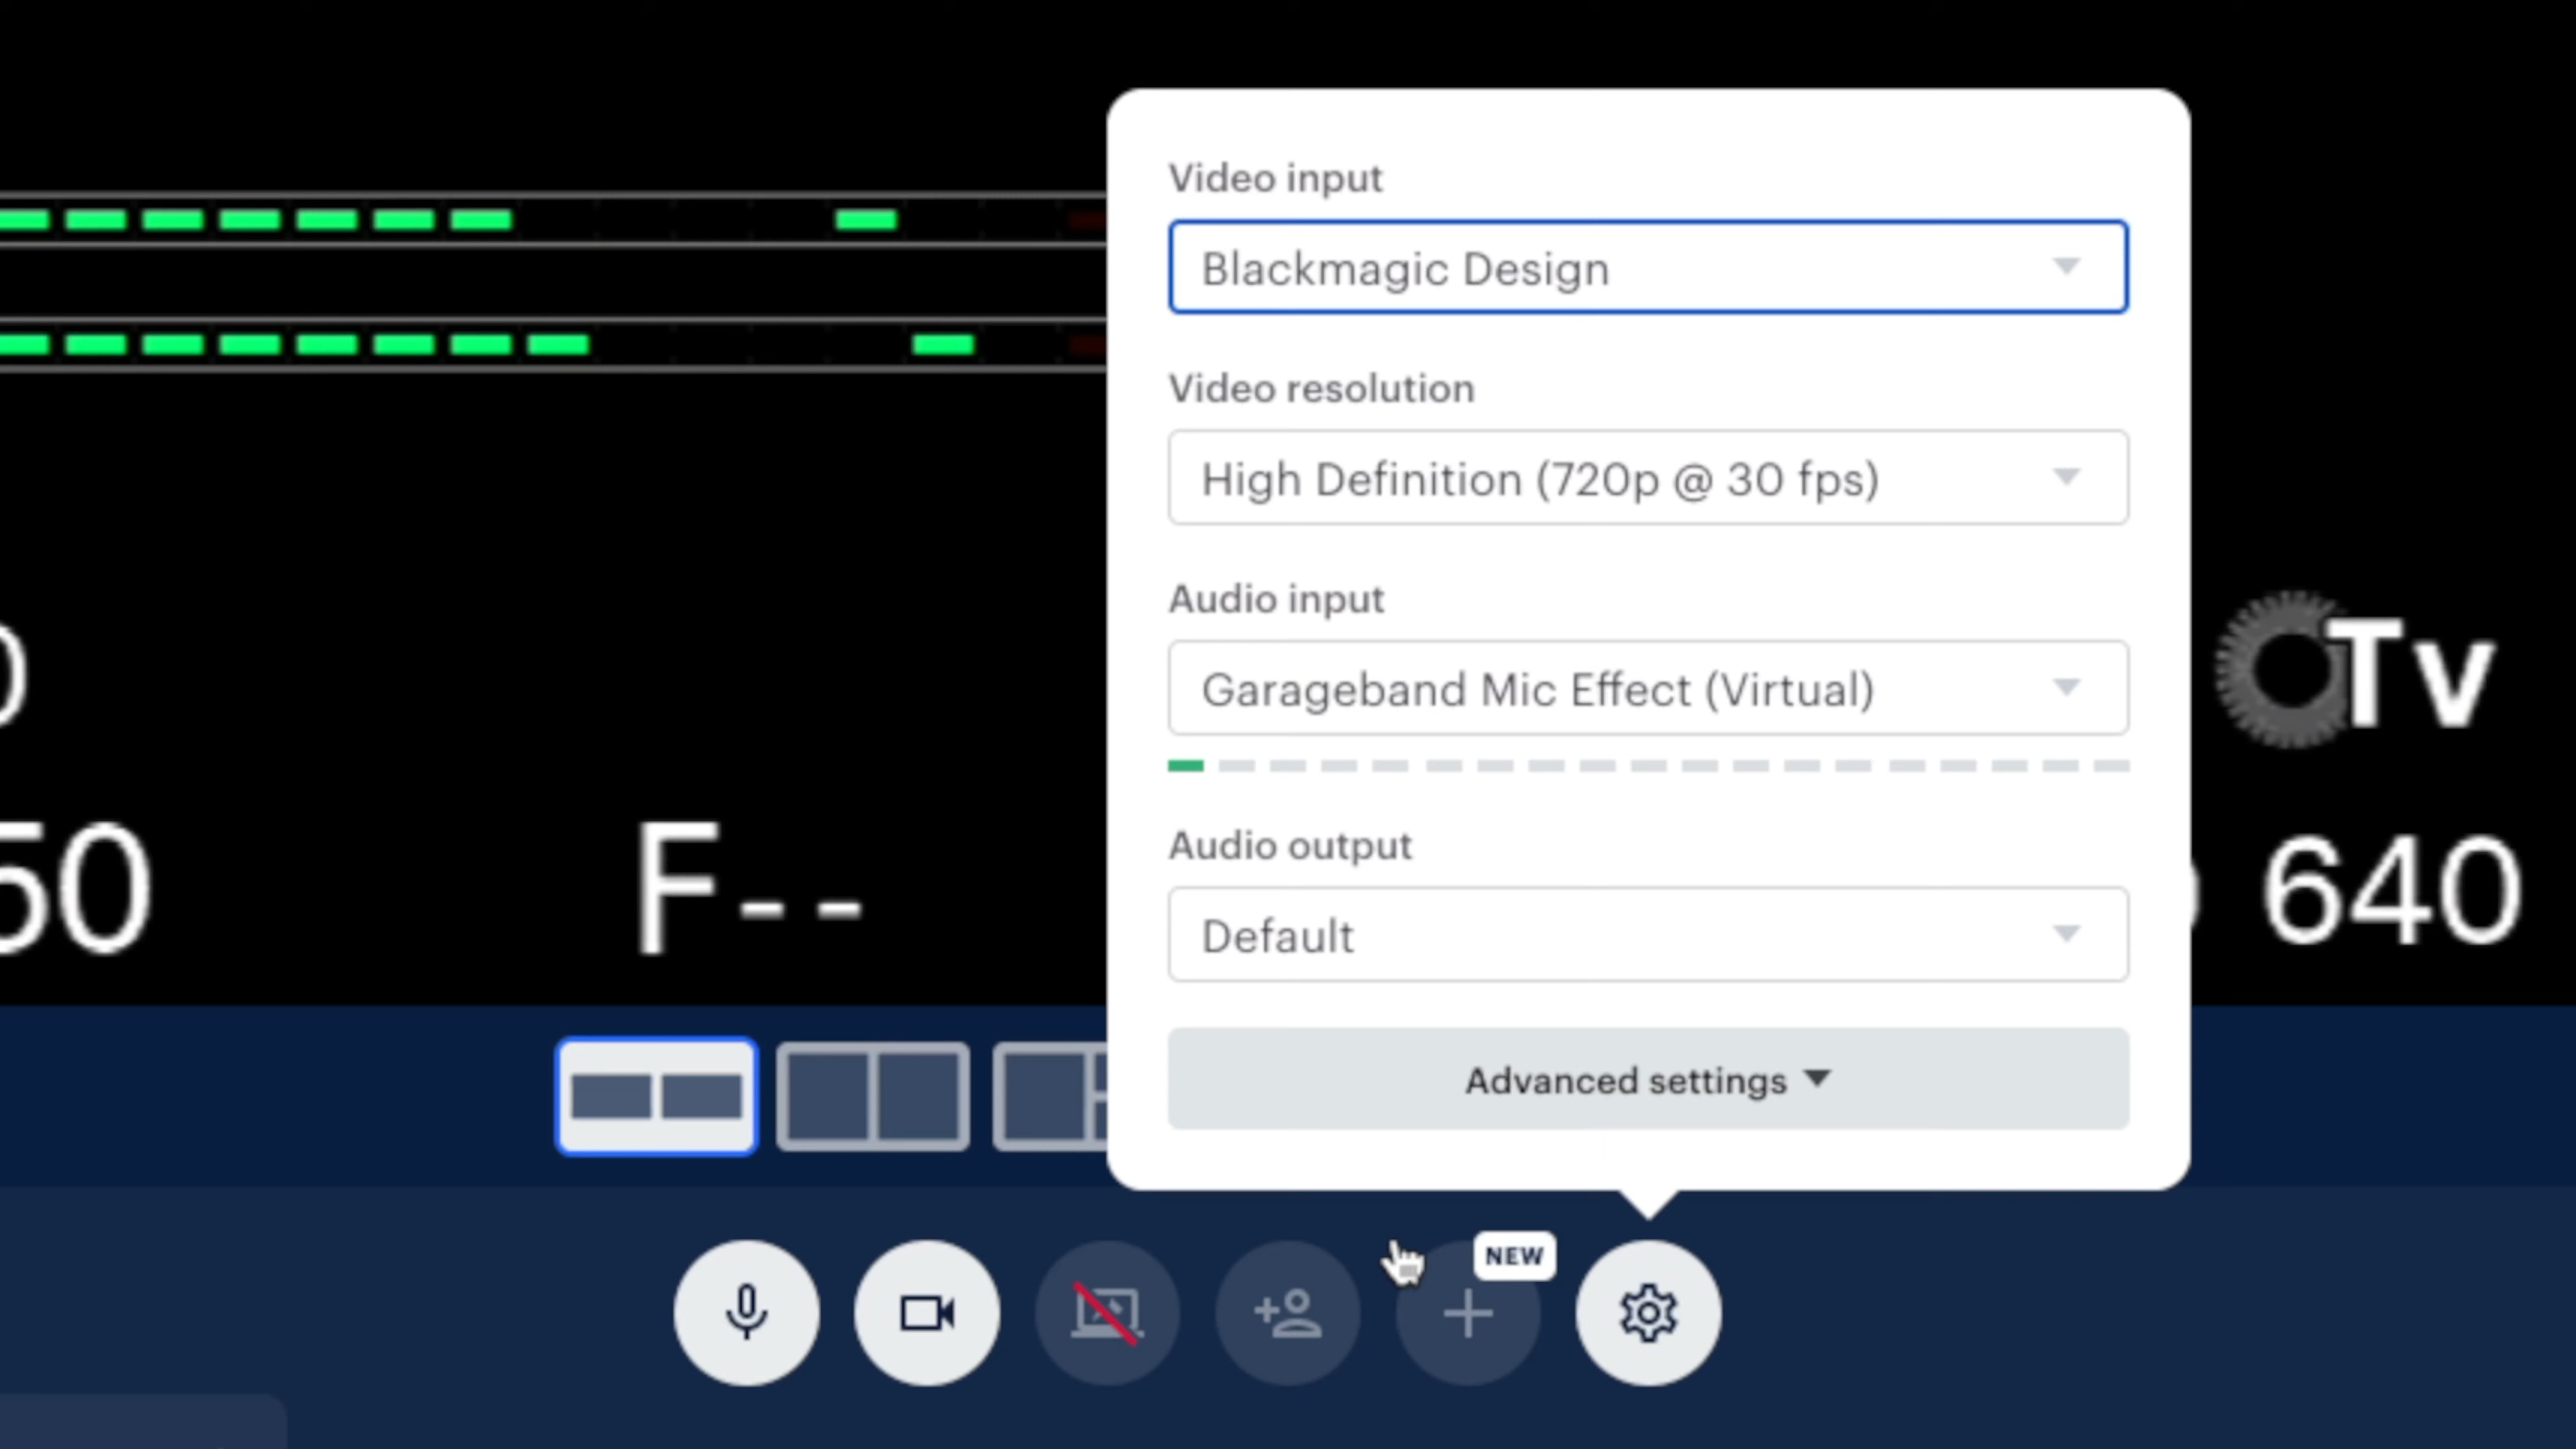 Video input
Blackmagic Design
Video resolution
High Definition (720p @ 30 fps)
Audio input
Garageband Mic Effect (Virtual)
Tv
Audio output
F--
Default
640
Advanced settings
NEW